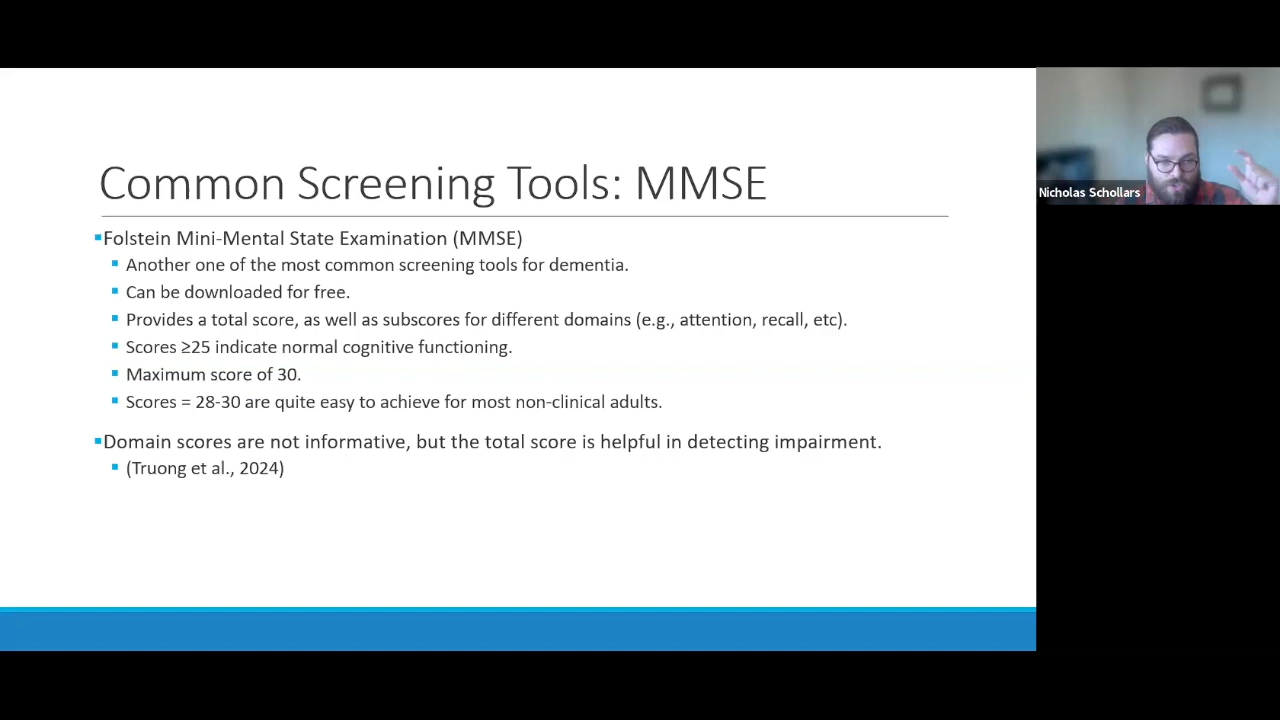 Common Screening Tools: MMSE
Nicholas Schollars
▪Folstein Mini-Mental State Examination (MMSE)
▪ Another one of the most common screening tools for dementia.
▪ Can be downloaded for free.
▪ Provides a total score, as well as subscores for different domains (e.g., attention, recall, etc).
▪ Scores ≥25 indicate normal cognitive functioning.
▪ Maximum score of 30.
▪ Scores = 28-30 are quite easy to achieve for most non-clinical adults.
▪Domain scores are not informative, but the total score is helpful in detecting impairment.
▪ (Truong et al., 2024)